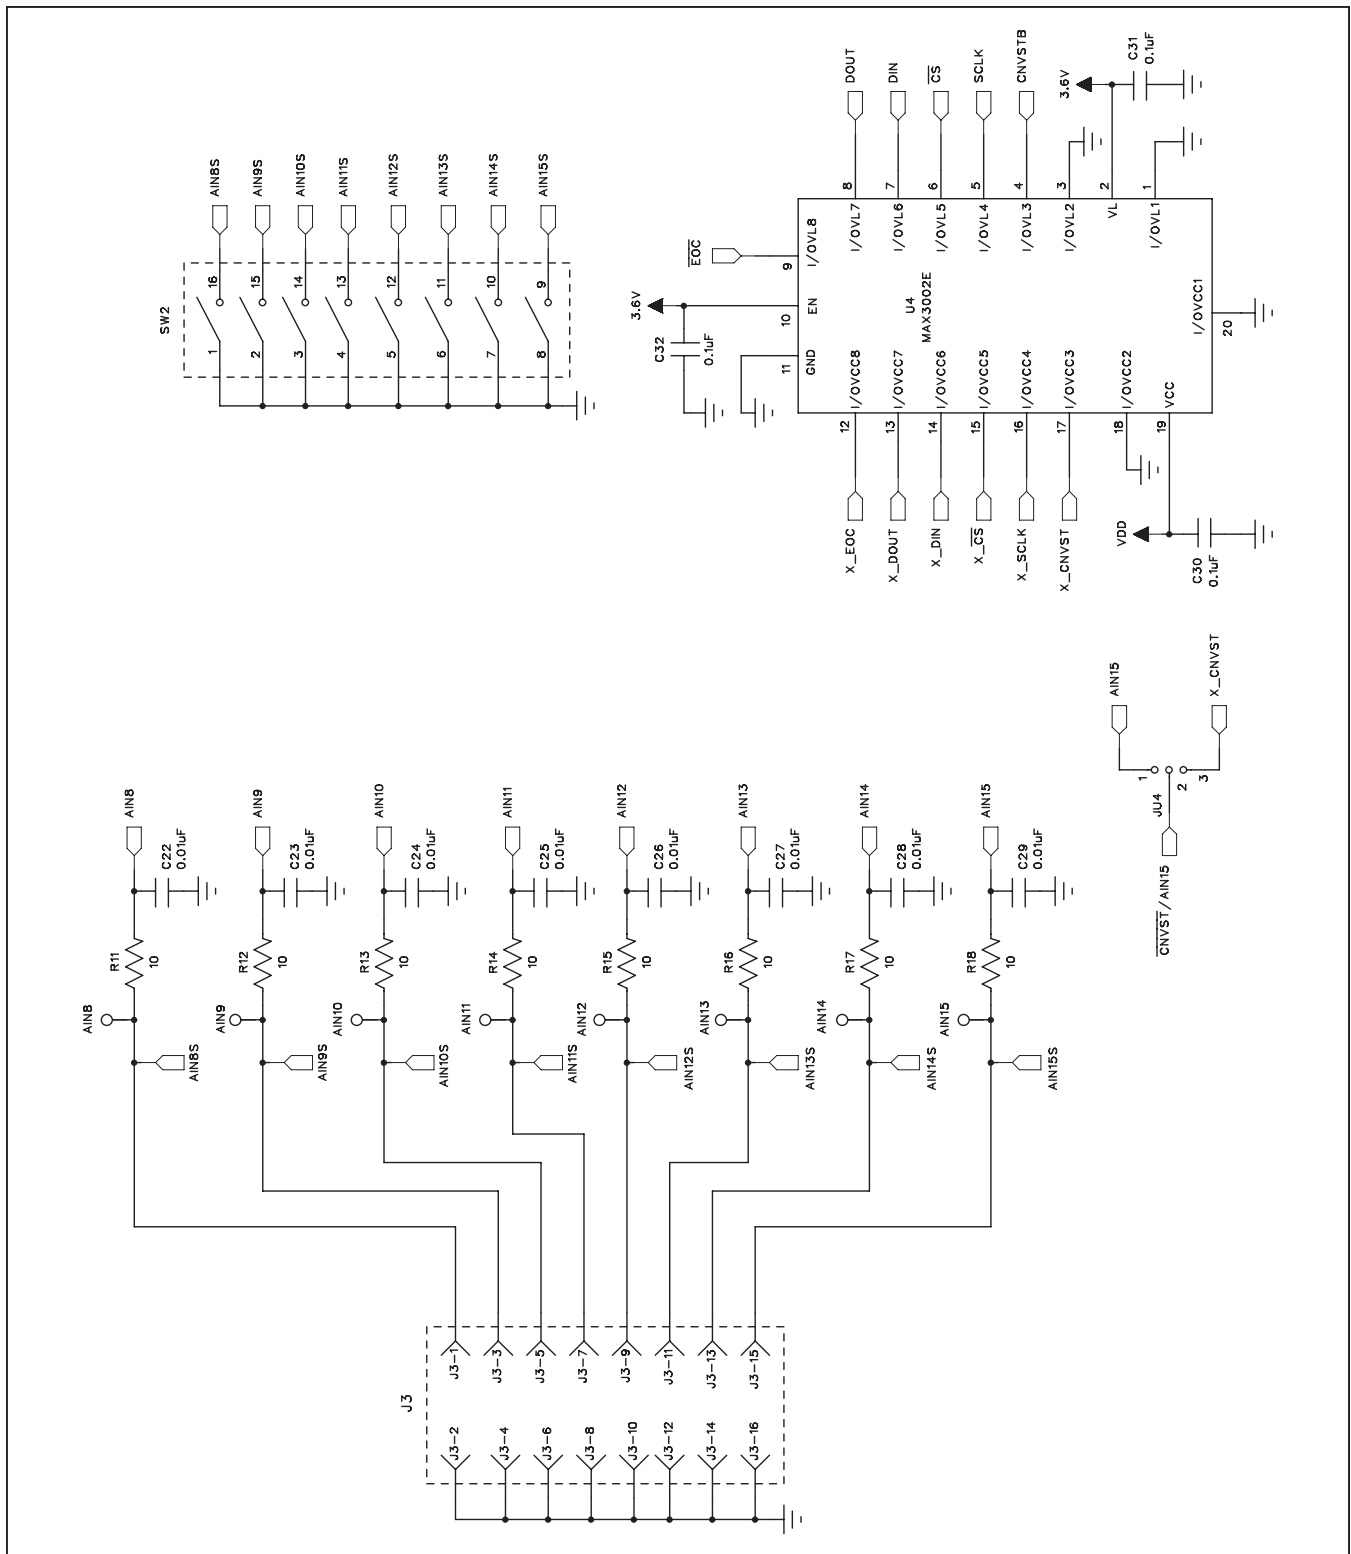 SW2
AIN8S
AIN9S
AIN10S
AIN11S
AIN12S
AIN13S
AIN14S
AIN15S
16
15
14
13
12
11
10
9
1
2
3
4
5
6
7
8
DOUT
DIN
CS
SCLK
CNVSTB
3.6V
C31
0.1uF
8
7
6
5
4
3
2
1
I/OVL7
I/OVL6
I/OVL5
I/OVL4
I/OVL3
I/OVL2
VL
I/OVL1
EOC
9
I/OVL8
3.6V
10
EN
C32
0.1uF
11
GND
U4
MAX3002E
I/OVCC1
20
I/OVCC8
I/OVCC7
I/OVCC6
I/OVCC5
I/OVCC4
I/OVCC3
I/OVCC2
VCC
12
13
14
15
16
17
18
19
X_EOC
X_DOUT
X_DIN
X_CS
X_SCLK
X_CNVST
VDD
C30
0.1uF
AIN15
X_CNVST
1
2
3
JU4
CNVST/AIN15
AIN8
AIN9
AIN10
AIN11
AIN12
AIN13
AIN14
AIN15
C22
0.01uF
C23
0.01uF
C24
0.01uF
C25
0.01uF
C26
0.01uF
C27
0.01uF
C28
0.01uF
C29
0.01uF
R11
10
R12
10
R13
10
R14
10
R15
10
R16
10
R17
10
R18
10
AIN8
AIN9
AIN10
AIN11
AIN12
AIN13
AIN14
AIN15
AIN8S
AIN9S
AIN10S
AIN11S
AIN12S
AIN13S
AIN14S
AIN15S
J3
J3-1
J3-3
J3-5
J3-7
J3-9
J3-11
J3-13
J3-15
J3-2
J3-4
J3-6
J3-8
J3-10
J3-12
J3-14
J3-16